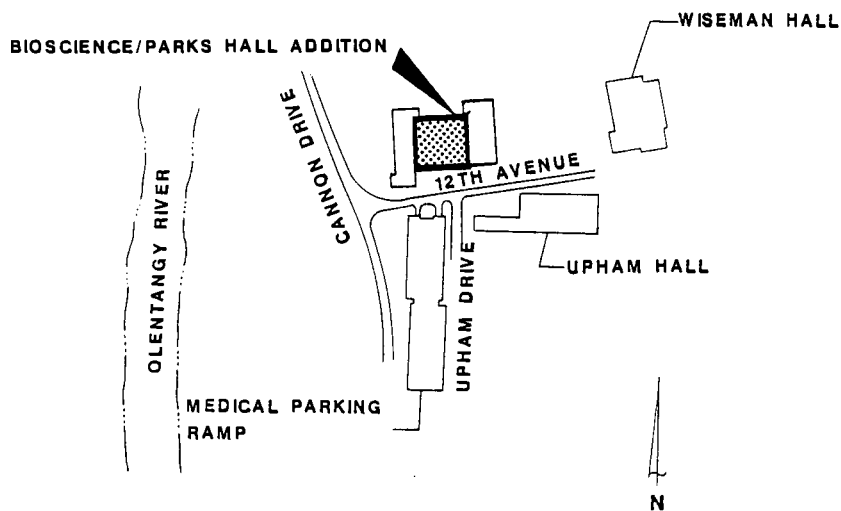 WISEMAN HALL
BIOSCIENCE/PARKS HALL ADDITION
CANNON DRIVE
12TH AVENUE
OLENTANGY RIVER
UPHAM DRIVE
UPHAM HALL
MEDICAL PARKING
RAMP
N